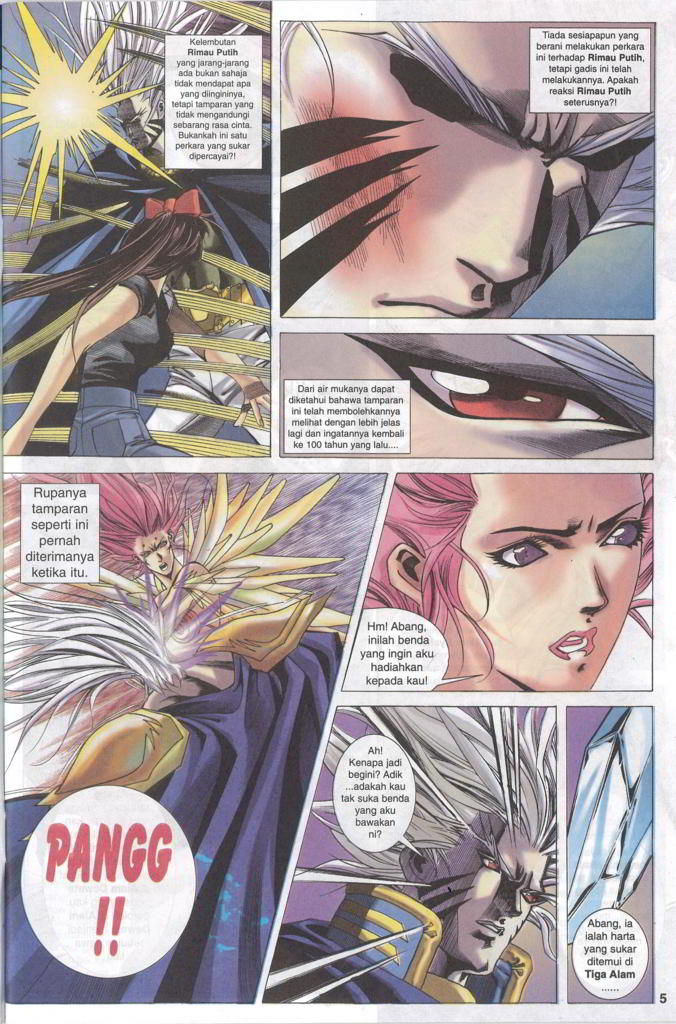 Kelembutan
Rimau Putih
yang jarang-jarang
ada bukan sahaja
tidak mendapat apa
yang diingininya,
tetapi tamparan yang
tidak mengandungi
sebarang rasa cinta.
Bukankah ini satu
perkara yang sukar
dipercayai?!
Tiada sesiapapun yang
berani melakukan perkara
ini terhadap Rimau Putih,
tetapi gadis ini telah
melakukannya. Apakah
reaksi Rimau Putih
seterusnya?!
Dari air mukanya dapat
diketahui bahawa tamparan
ini telah membolehkannya
melihat dengan lebih jelas
lagi dan ingatannya kembali
ke 100 tahun yang lalu....
Rupanya
tamparan
seperti ini
pernah
diterimanya
ketika itu.
PANGG
!!
Hm! Abang,
inilah benda
yang ingin aku
hadiahkan
kepada kau!
Ah!
Kenapa jadi
begini? Adik
...adakah kau
tak suka benda
yang aku
bawakan
ni?
Abang, ia
ialah harta
yang sukar
ditemui di
Tiga Alam
......
5